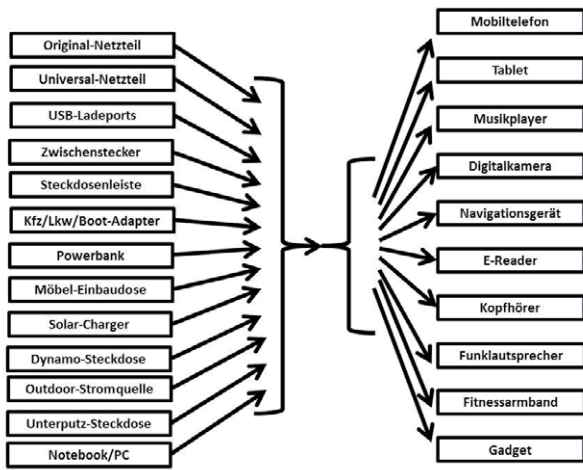 Original-Netzteil
Universal-Netzteil
USB-Ladeports
Zwischenstecker
Steckdosenleiste
Kfz/Lkw/Boot-Adapter
Powerbank
Möbel-Einbaudose
Solar-Charger
Dynamo-Steckdose
Outdoor-Stromquelle
Unterputz-Steckdose
Notebook/PC
Mobiltelefon
Tablet
Musikplayer
Digitalkamera
Navigationsgerät
E-Reader
Kopfhörer
Funklautsprecher
Fitnessarmband
Gadget